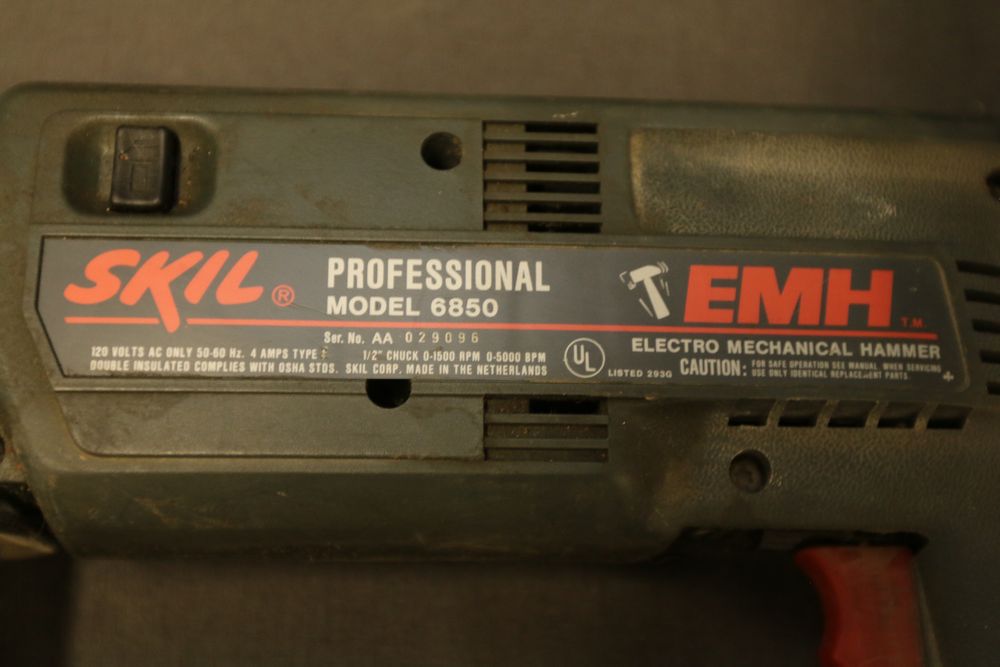 SKIL®
PROFESSIONAL
MODEL 6850
EMH T.M.
Ser. No. AA 029096
120 VOLTS AC ONLY 50-60 Hz. 4 AMPS TYPE 1/2" CHUCK 0-1500 RPM 0-5000 BPM
DOUBLE INSULATED COMPLIES WITH OSHA STDS. SKIL CORP. MADE IN THE NETHERLANDS
UL
LISTED 293G
ELECTRO MECHANICAL HAMMER
CAUTION: FOR SAFE OPERATION SEE MANUAL. WHEN SERVICING
USE ONLY IDENTICAL REPLACEMENT PARTS